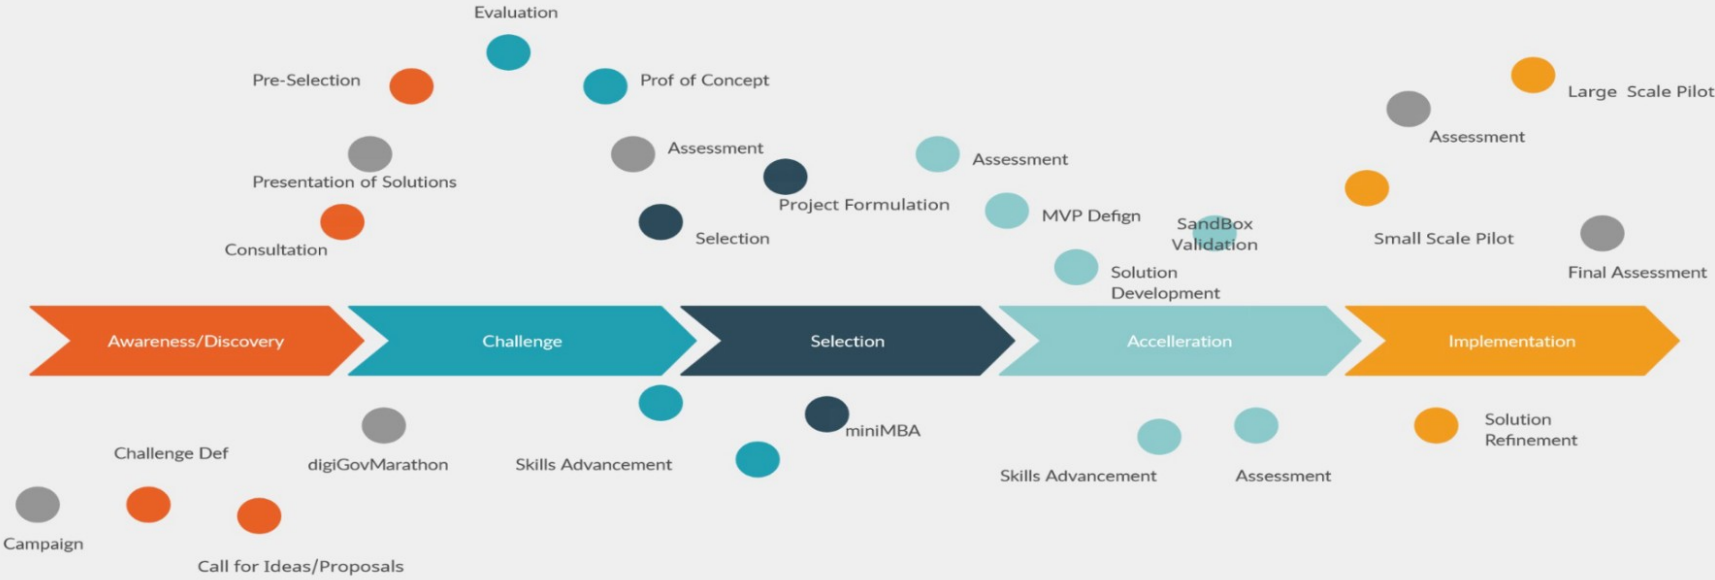 Evaluation
Pre-Selection
Prof of Concept
Large Scale Pilot
Assessment
Assessment
Assessment
Presentation of Solutions
Project Formulation
MVP Defign
SandBox
Validation
Selection
Small Scale Pilot
Consultation
Solution
Development
Final Assessment
Awareness/Discovery
Challenge
Selection
Accelleration
Implementation
Solution
Refinement
miniMBA
Challenge Def
digiGovMarathon
Skills Advancement
Skills Advancement
Assessment
Campaign
Call for Ideas/Proposals